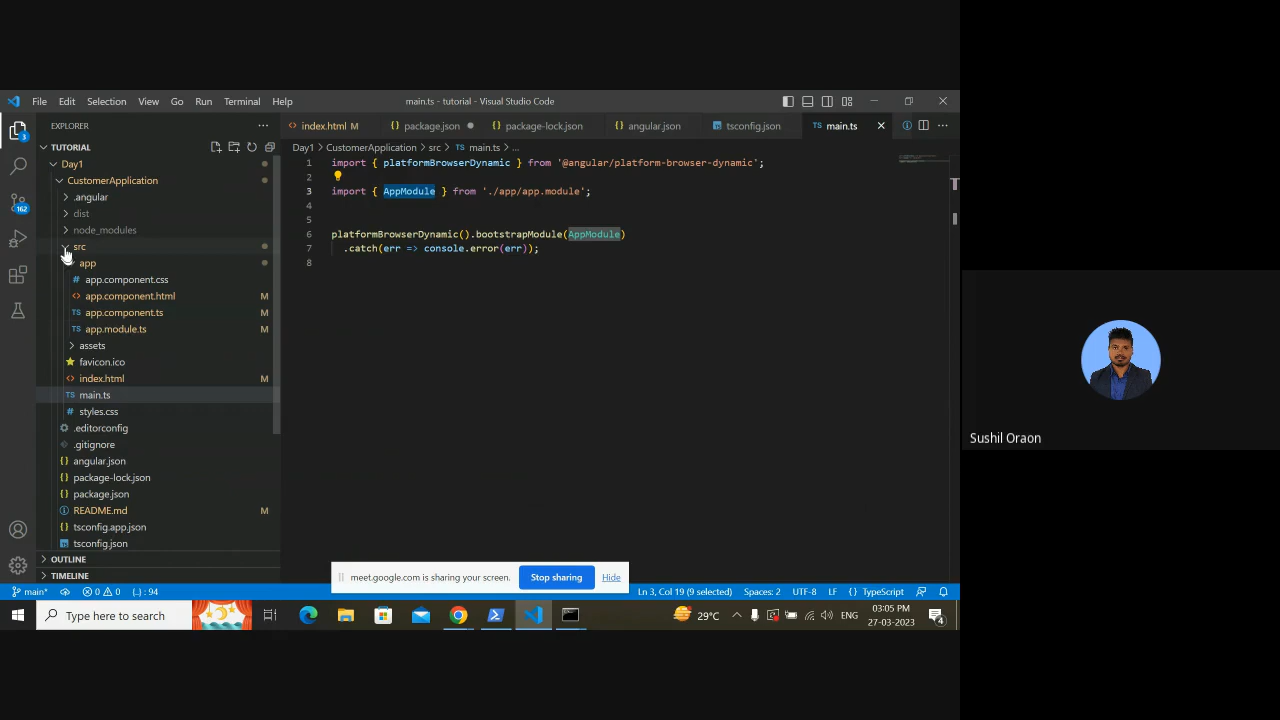 File Edit Selection View Go Run Terminal Help
main.ts - tutorial - Visual Studio Code
EXPLORER
TUTORIAL
Day1
CustomerApplication
.angular
dist
node_modules
src
app
app.component.css
app.component.html M
app.component.ts M
app.module.ts M
assets
favicon.ico
index.html M
main.ts
styles.css
.editorconfig
.gitignore
angular.json
package-lock.json
package.json
README.md M
tsconfig.app.json
tsconfig.json
OUTLINE
TIMELINE
3
162
index.html M package.json package-lock.json angular.json tsconfig.json TS main.ts
Day1 > CustomerApplication > src > TS main.ts > ...
1 import { platformBrowserDynamic } from '@angular/platform-browser-dynamic';
2
3 import { AppModule } from './app/app.module';
4
5
6 platformBrowserDynamic().bootstrapModule(AppModule)
7 .catch(err => console.error(err));
8
meet.google.com is sharing your screen. Stop sharing Hide
main* 0 0 {..} : 94 Ln 3, Col 19 (9 selected) Spaces: 2 UTF-8 LF {} TypeScript
Type here to search
29°C ENG
03:05 PM
27-03-2023
4
Sushil Oraon